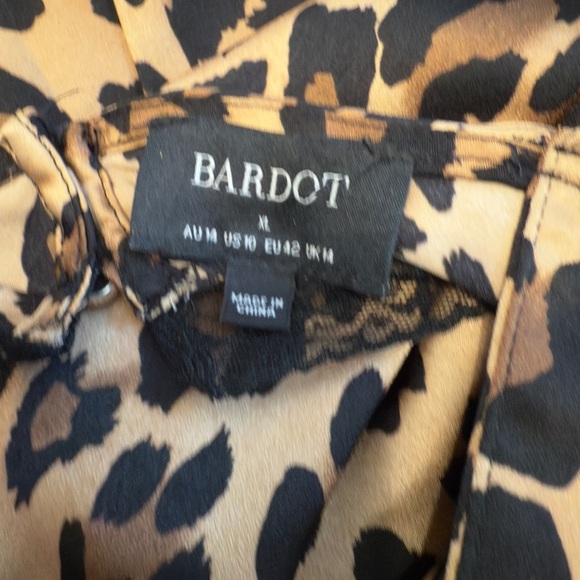 BARDOT
XL
AU 14 US 10 EU 42 UK 14
MADE IN
CHINA